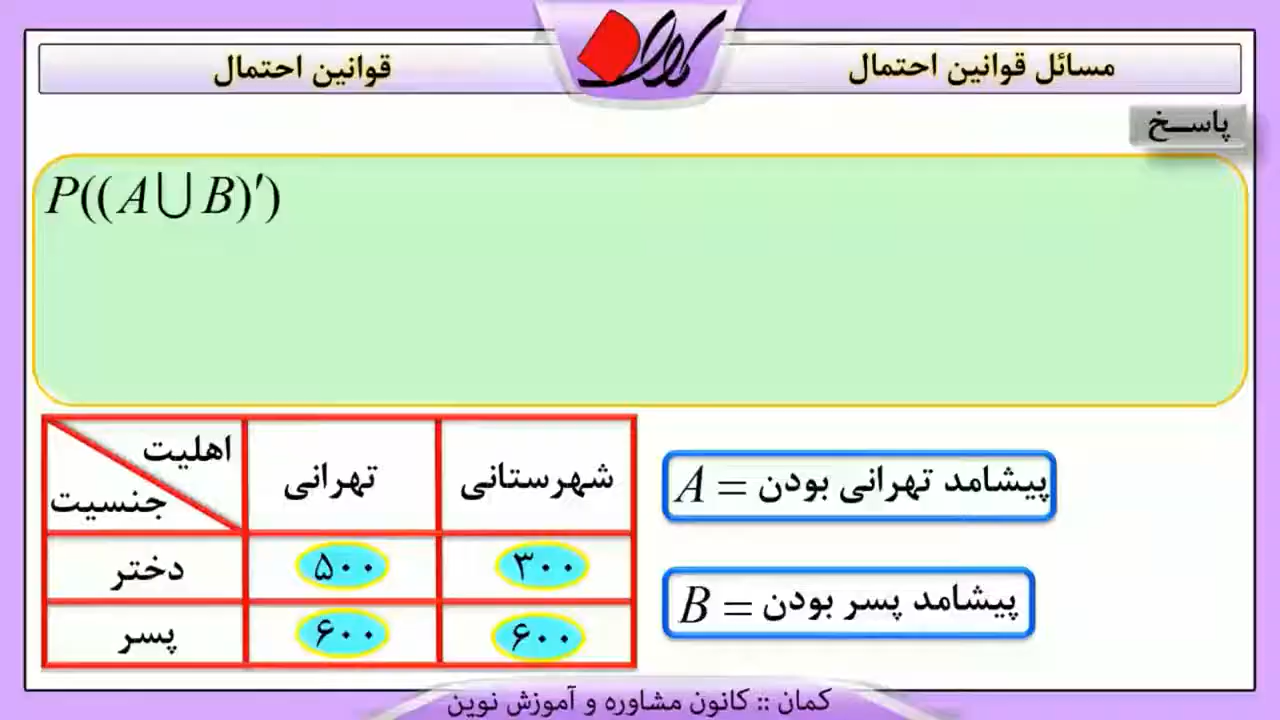 مسائل قوانین احتمال
کمان
قوانین احتمال
پاسخ
P((A∪B)′)
اهلیت
جنسیت
تهرانی
شهرستانی
دختر
۵۰۰
۳۰۰
پسر
۶۰۰
۶۰۰
A = پیشامد تهرانی بودن
B = پیشامد پسر بودن
کمان :: کانون مشاوره و آموزش نوین